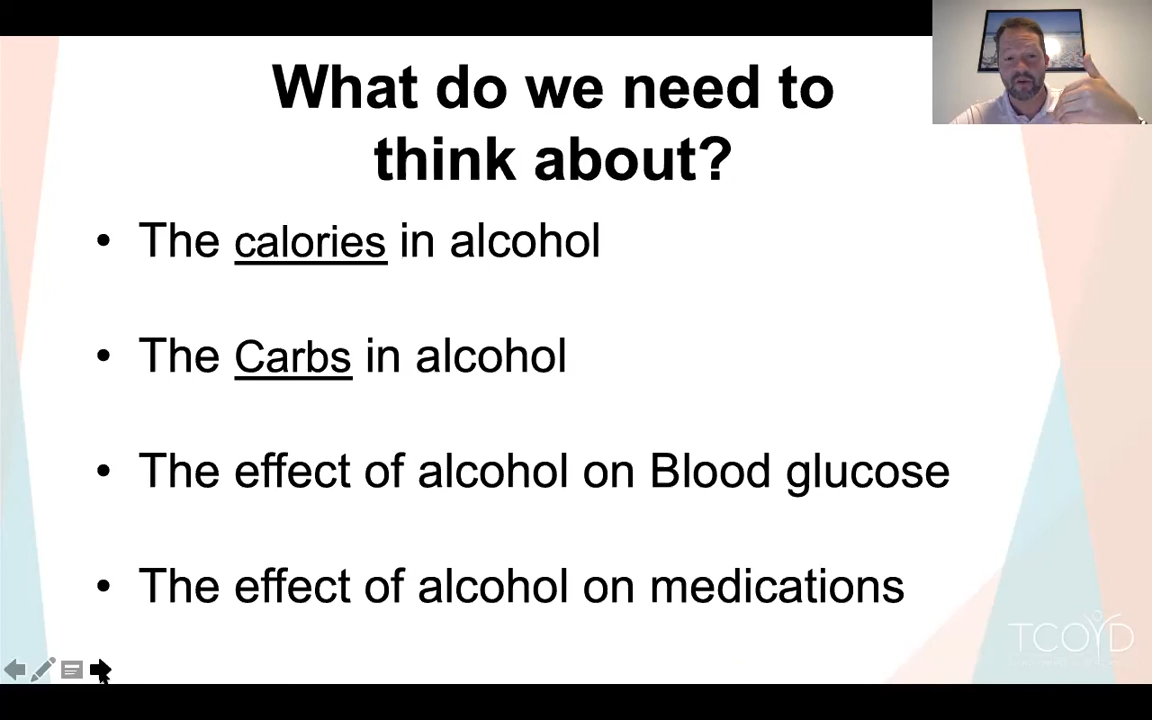 What do we need to
think about?
• The calories in alcohol
• The Carbs in alcohol
• The effect of alcohol on Blood glucose
• The effect of alcohol on medications
TCOYD